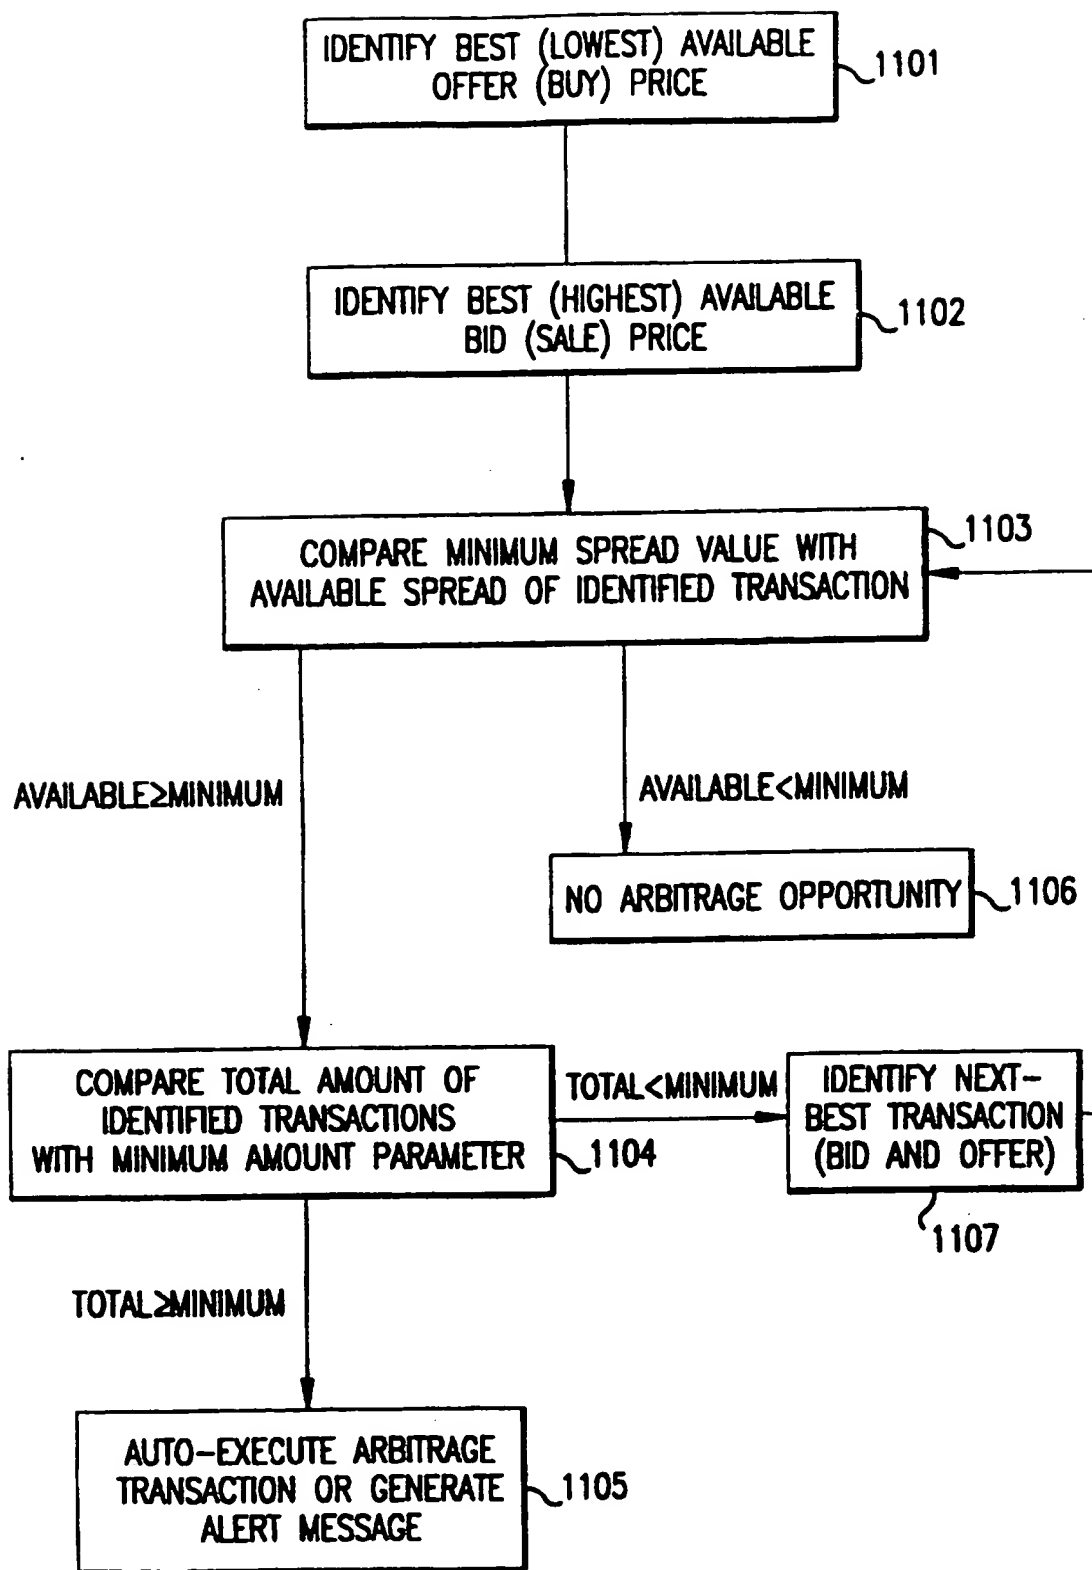 IDENTIFY BEST (LOWEST) AVAILABLE
OFFER (BUY) PRICE
1101
IDENTIFY BEST (HIGHEST) AVAILABLE
BID (SALE) PRICE
1102
1103
COMPARE MINIMUM SPREAD VALUE WITH
AVAILABLE SPREAD OF IDENTIFIED TRANSACTION
AVAILABLE≥MINIMUM
AVAILABLE<MINIMUM
NO ARBITRAGE OPPORTUNITY
1106
COMPARE TOTAL AMOUNT OF
IDENTIFIED TRANSACTIONS
WITH MINIMUM AMOUNT PARAMETER
1104
TOTAL<MINIMUM
IDENTIFY NEXT-
BEST TRANSACTION
(BID AND OFFER)
1107
TOTAL≥MINIMUM
AUTO-EXECUTE ARBITRAGE
TRANSACTION OR GENERATE
ALERT MESSAGE
1105